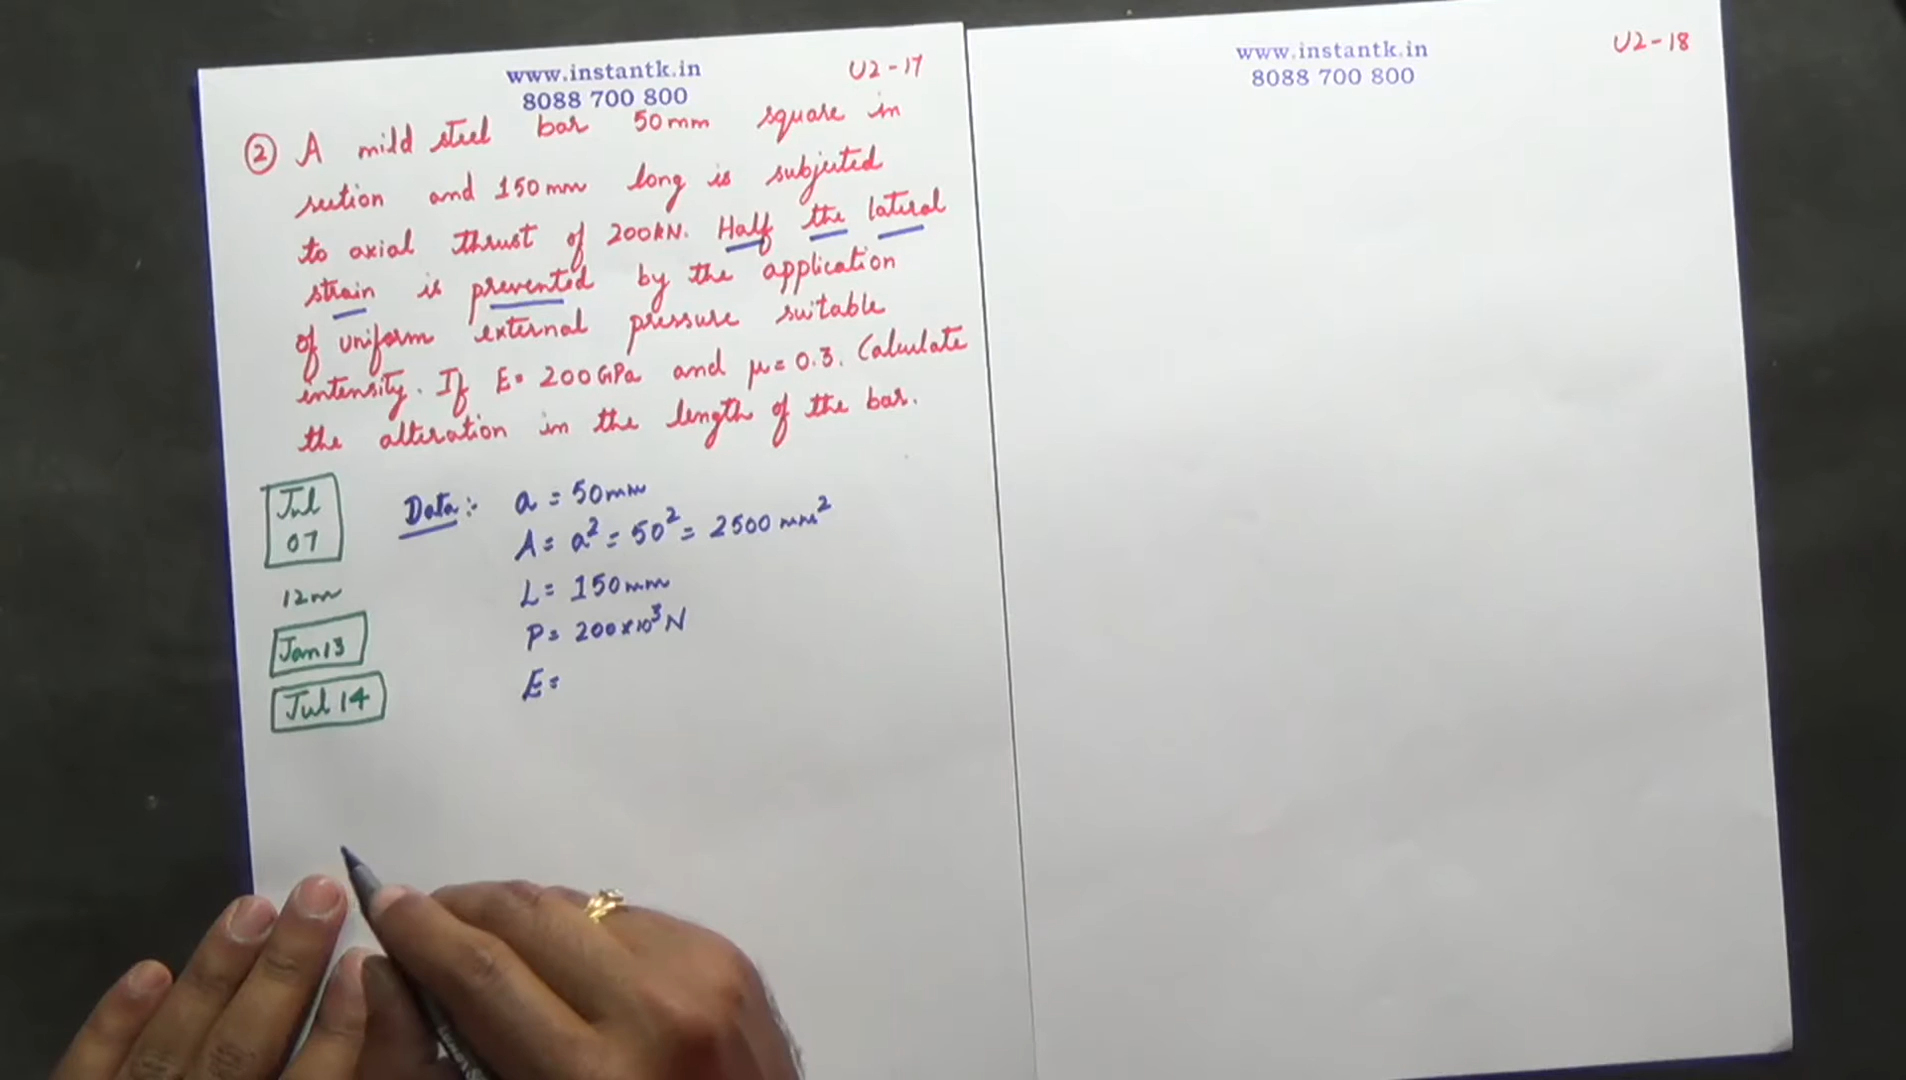 www.instantk.in
8088 700 800
U2-17
② A mild steel bar 50mm square in
section and 150mm long is subjected
to axial thrust of 200kN. Half the lateral
strain is prevented by the application
of uniform external pressure suitable
intensity. If E= 200GPa and μ= 0.3. Calculate
the alteration in the length of the bar.
Jul
07
12m
Jan13
Jul 14
Data:- a = 50mm
A = a² = 50² = 2500 mm²
L = 150mm
P = 200×10³N
E =
www.instantk.in
8088 700 800
U2-18